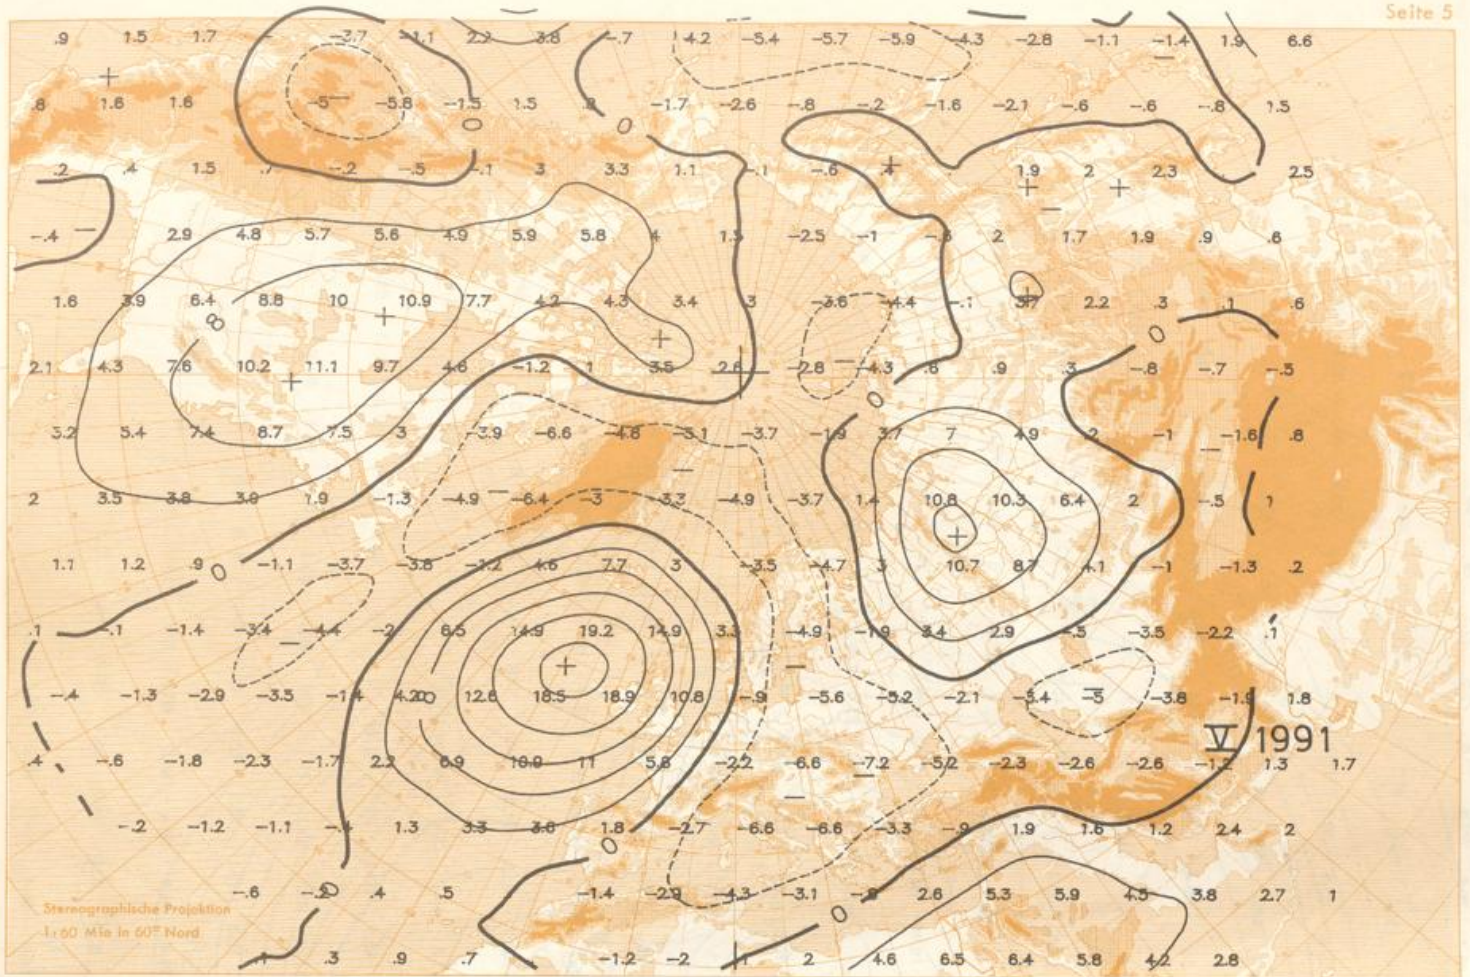 Seite 5
.9 1.5 1.7 - -3.7 -1.1 2.2 3.8 -.7 4.2 -5.4 -5.7 -5.9 -4.3 -2.8 -1.1 -1.4 1.9 6.6
.8 1.6 1.6 -5 -5.8 -1.5 1.5 .8 -1.7 -2.6 -.8 -.2 -1.6 -2.1 -.6 -.6 -.8 1.5
0 0
.2 .4 1.5 .7 -.2 -.5 -.1 3 3.3 1.1 -.1 -.6 .4 1.9 2 2.3 2.5
-.4 2.9 4.8 5.7 5.6 4.9 5.9 5.8 4 1.5 -2.5 -1 2 1.7 1.9 .9 .6
1.6 3.9 6.4 8.8 10 10.9 7.7 4.2 4.3 3.4 .3 -3.6 -4.4 -.1 3.7 2.2 .3 .1 .6
8 0
2.1 4.3 7.6 10.2 11.1 9.7 4.6 -1.2 1 3.5 2.6 -2.8 -4.3 .6 .9 .3 -.8 -.7 -.5
0
3.2 5.4 7.4 8.7 7.5 3 -3.9 -6.6 -4.8 -3.1 -3.7 -1.9 3.7 7 4.9 .2 -1 -1.6 .8
2 3.5 3.8 3.9 1.9 -1.3 -4.9 -6.4 -3 -3.3 -4.9 -3.7 1.4 10.8 10.3 6.4 2 -.5 1
1.1 1.2 .9 0 -1.1 -3.7 -3.8 -1.2 4.6 7.7 3 -3.5 -4.7 3 10.7 8.7 4.1 -1 -1.3 .2
.1 -.1 -1.4 -3.4 -4.4 -2 6.5 14.9 19.2 14.9 3.3 -4.9 -1.9 3.4 2.9 -.5 -3.5 -2.2 .1
-.4 -1.3 -2.9 -3.5 -1.4 4.2 0 12.6 18.5 18.9 10.8 -.9 -5.6 -5.2 -2.1 -3.4 -5 -3.8 -1.9 1.8
V 1991
.4 -.6 -1.8 -2.3 -1.7 2.2 6.9 10.9 11 5.8 -2.2 -6.6 -7.2 -5.2 -2.3 -2.6 -2.6 -1.2 1.3 1.7
-.2 -1.2 -1.1 -.4 1.3 3.3 3.6 1.8 -2.7 -6.6 -6.6 -3.3 -.9 1.9 1.6 1.2 2.4 2
0
-.6 -.2 0 .4 .5 -1.4 -2.9 -4.3 -3.1 -.8 2.6 5.3 5.9 4.5 3.8 2.7 1
Sternographische Projektion
0
1:60 Mio in 60° Nord
.1 .3 .9 .7 -1.2 -2 2 4.6 6.5 6.4 5.8 4.2 2.8